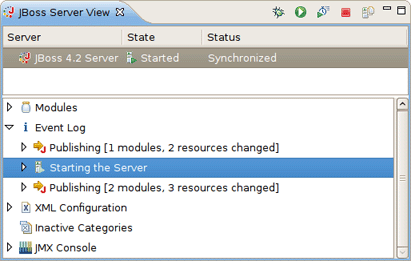 JBoss Server View
Server State Status
JBoss 4.2 Server Started Synchronized
Modules
Event Log
Publishing [1 modules, 2 resources changed]
Starting the Server
Publishing [2 modules, 3 resources changed]
XML Configuration
Inactive Categories
JMX Console